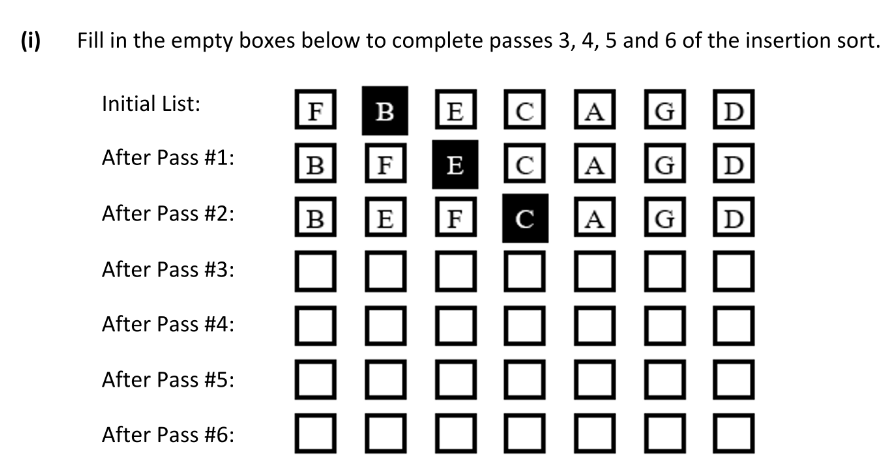 (i) Fill in the empty boxes below to complete passes 3, 4, 5 and 6 of the insertion sort.
Initial List: F B E C A G D
After Pass #1: B F E C A G D
After Pass #2: B E F C A G D
After Pass #3:
After Pass #4:
After Pass #5:
After Pass #6: